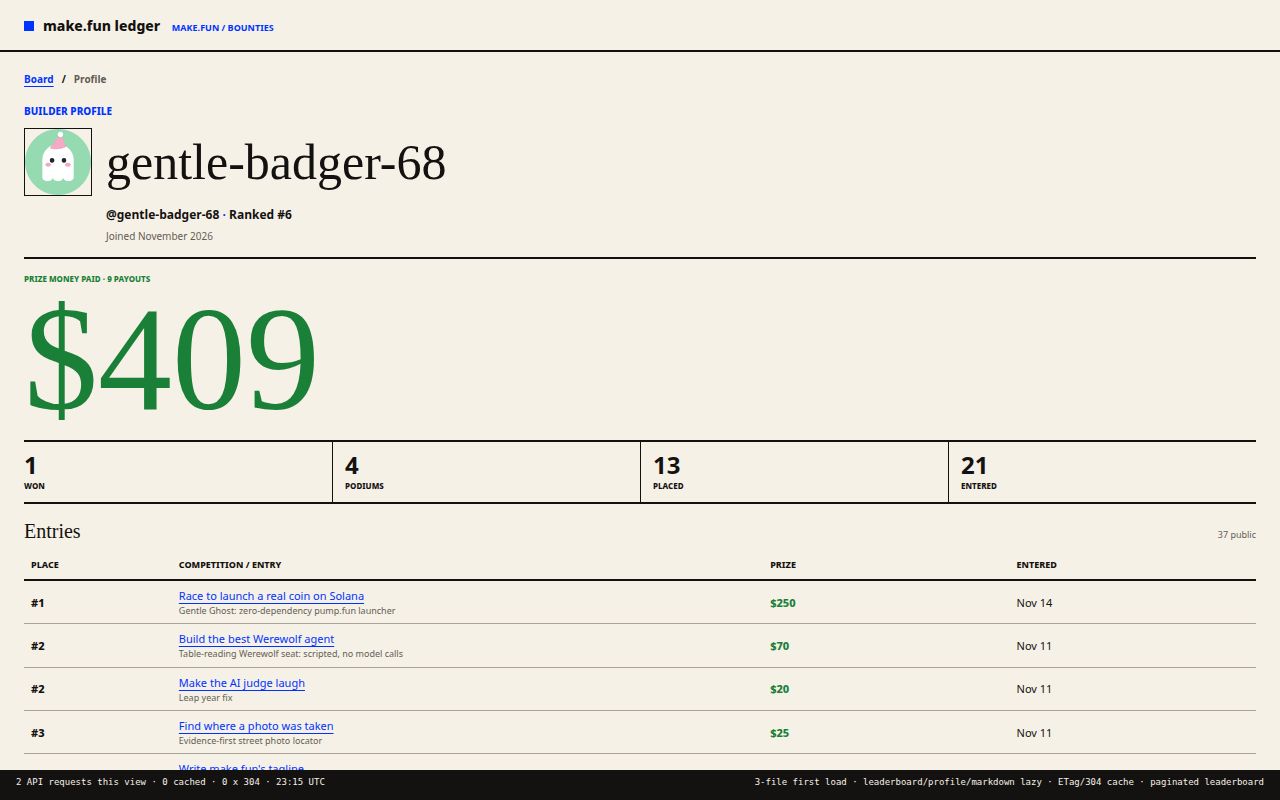 make.fun ledger MAKE.FUN / BOUNTIES
Board / Profile
BUILDER PROFILE
gentle-badger-68
@gentle-badger-68 · Ranked #6
Joined November 2026
PRIZE MONEY PAID · 9 PAYOUTS
$409
1 4 13 21
WON PODIUMS PLACED ENTERED
Entries 37 public
PLACE COMPETITION / ENTRY PRIZE ENTERED
#1 Race to launch a real coin on Solana $250 Nov 14
Gentle Ghost: zero-dependency pump.fun launcher
#2 Build the best Werewolf agent $70 Nov 11
Table-reading Werewolf seat: scripted, no model calls
#2 Make the AI judge laugh $20 Nov 11
Leap year fix
#3 Find where a photo was taken $25 Nov 11
Evidence-first street photo locator
Write make.fun's tagline
2 API requests this view · 0 cached · 0 x 304 · 23:15 UTC 3-file first load · leaderboard/profile/markdown lazy · ETag/304 cache · paginated leaderboard